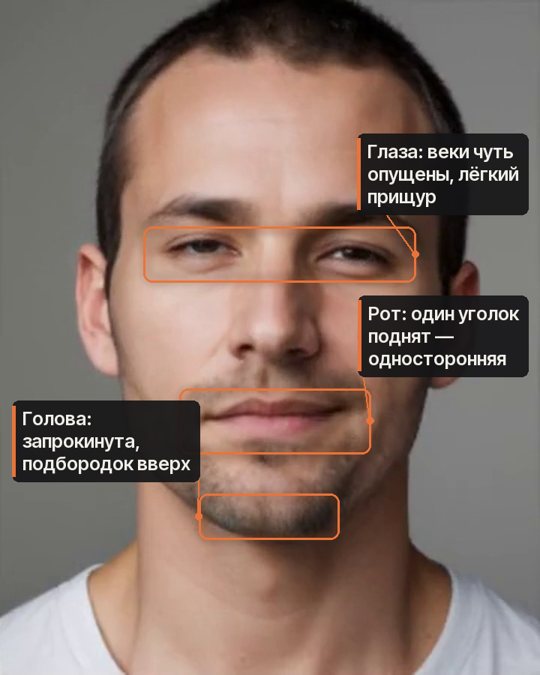 Глаза: веки чуть
опущены, лёгкий
прищур
Рот: один уголок
поднят —
односторонняя
Голова:
запрокинута,
подбородок вверх